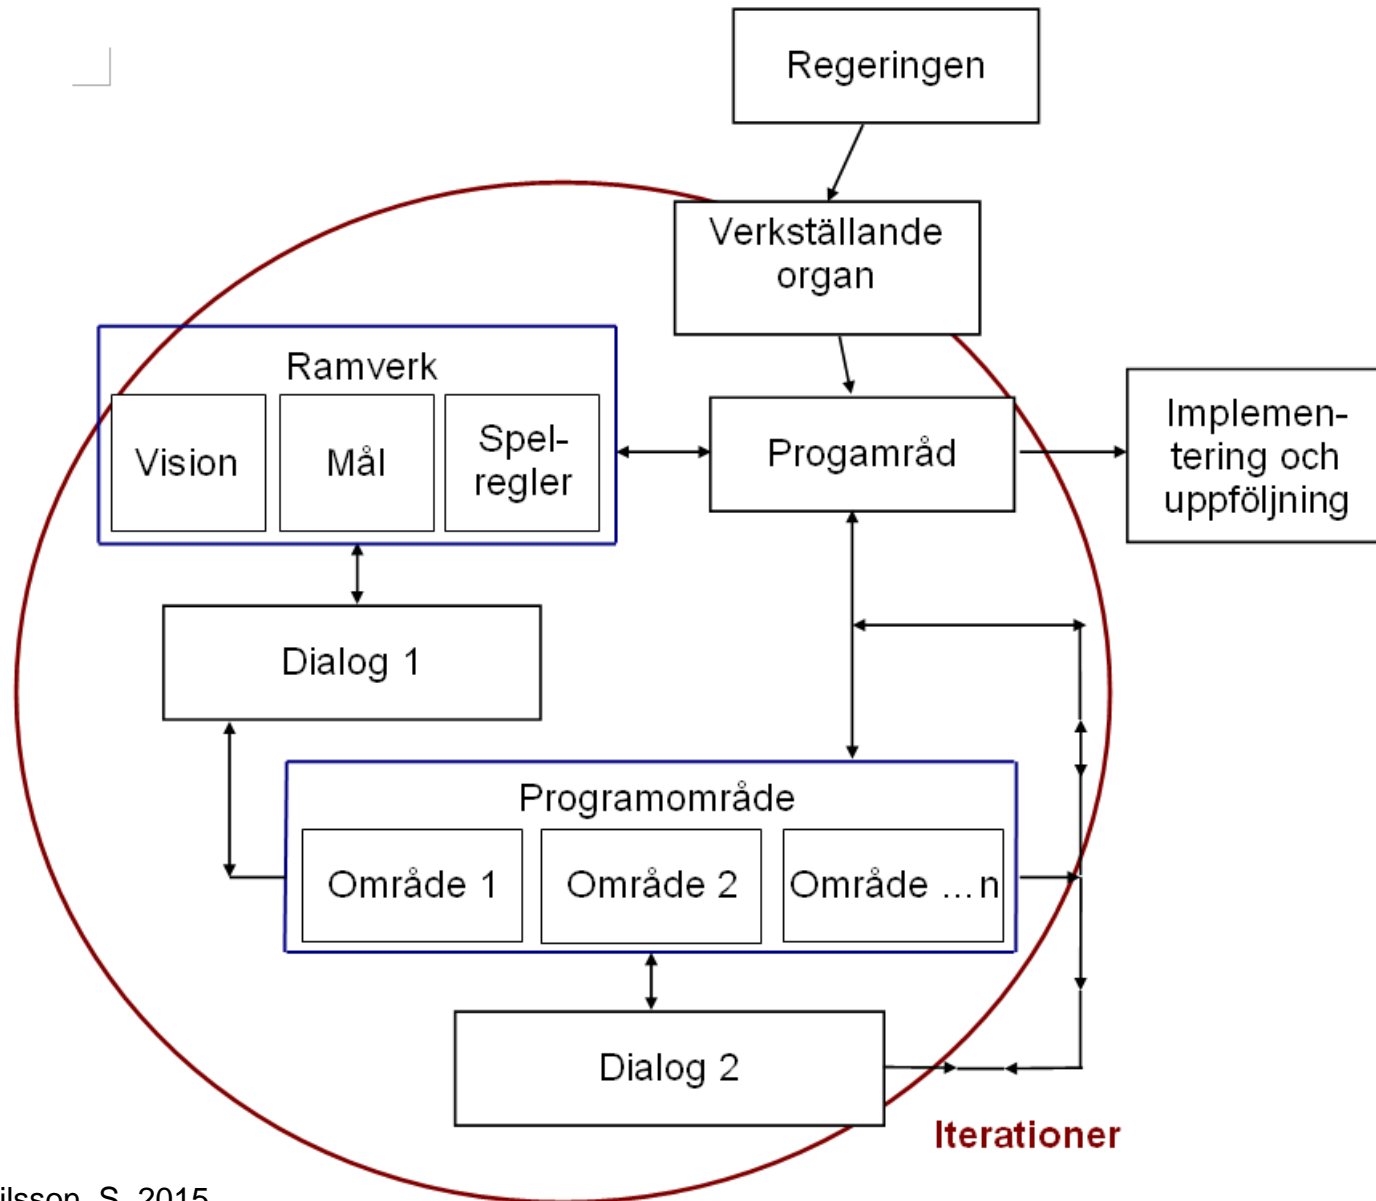 Regeringen
Verkställande
organ
Ramverk
Vision
Mål
Spel-
regler
Progamråd
Implemen-
tering och
uppföljning
Dialog 1
Programområde
Område 1
Område 2
Område ...n
Dialog 2
Iterationer
S. 2015